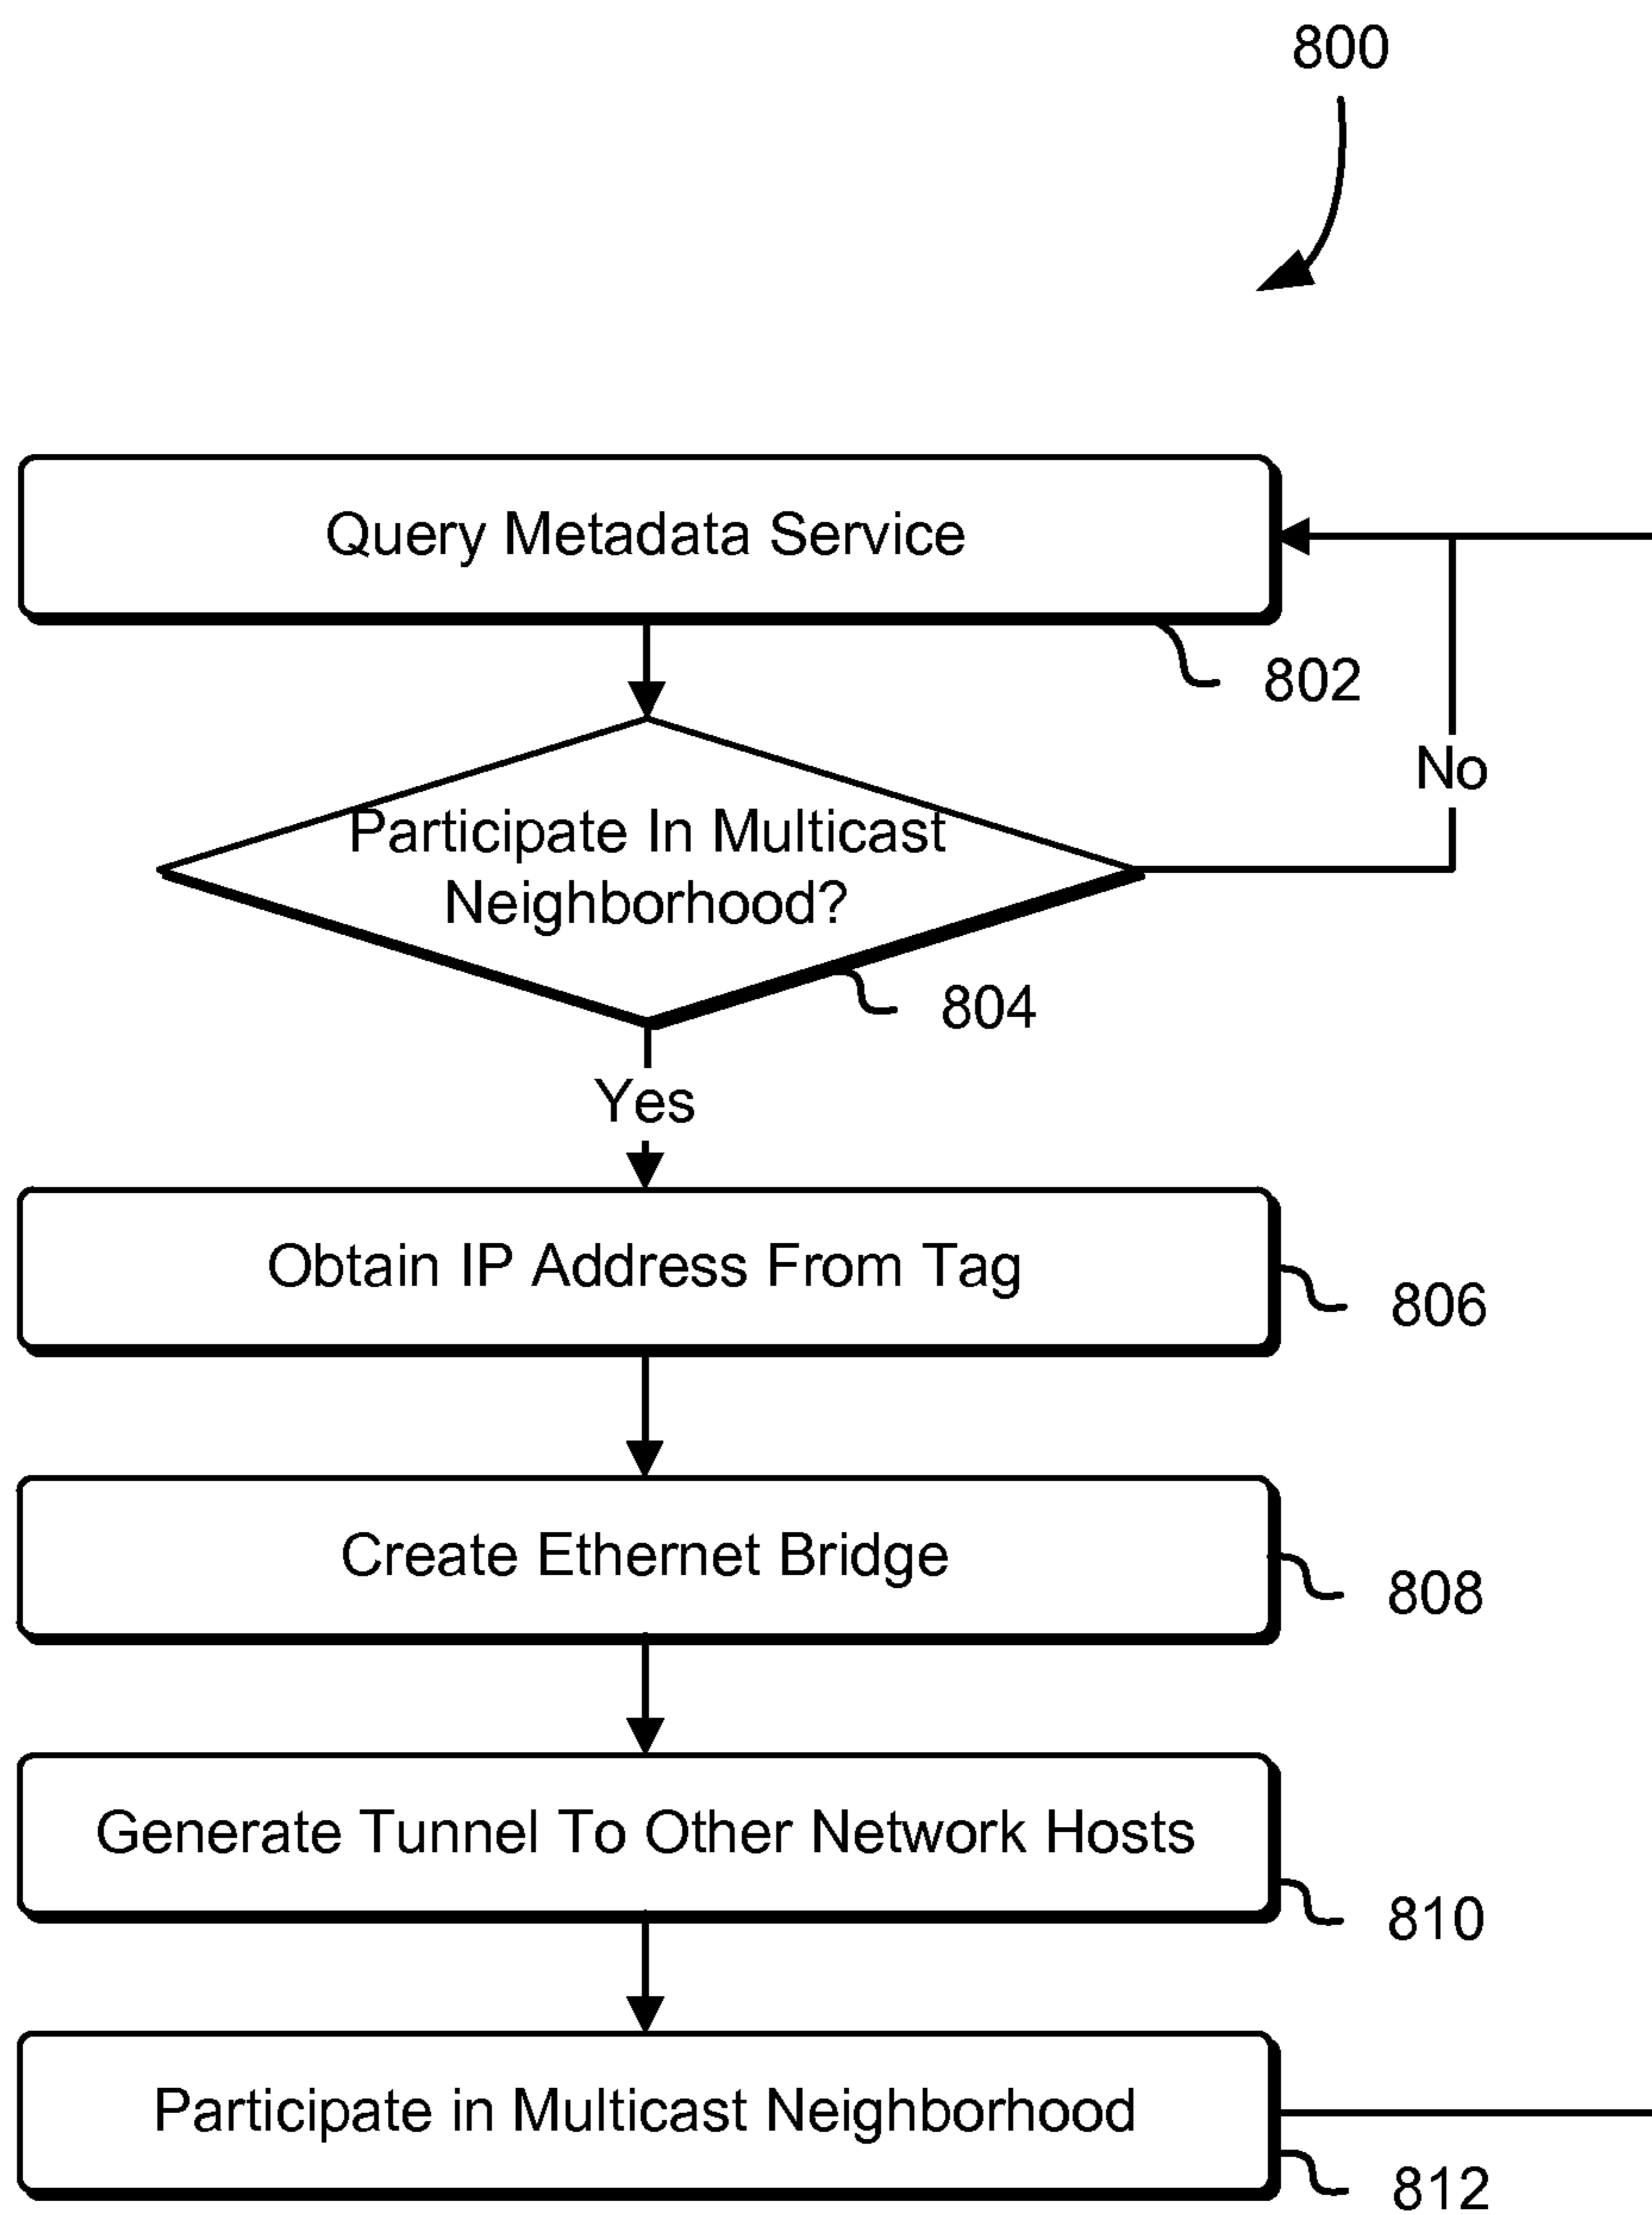 800
Query Metadata Service
802
No
Participate In Multicast
Neighborhood?
804
Yes
Obtain IP Address From Tag
806
Create Ethernet Bridge
808
Generate Tunnel To Other Network Hosts
810
Participate in Multicast Neighborhood
812